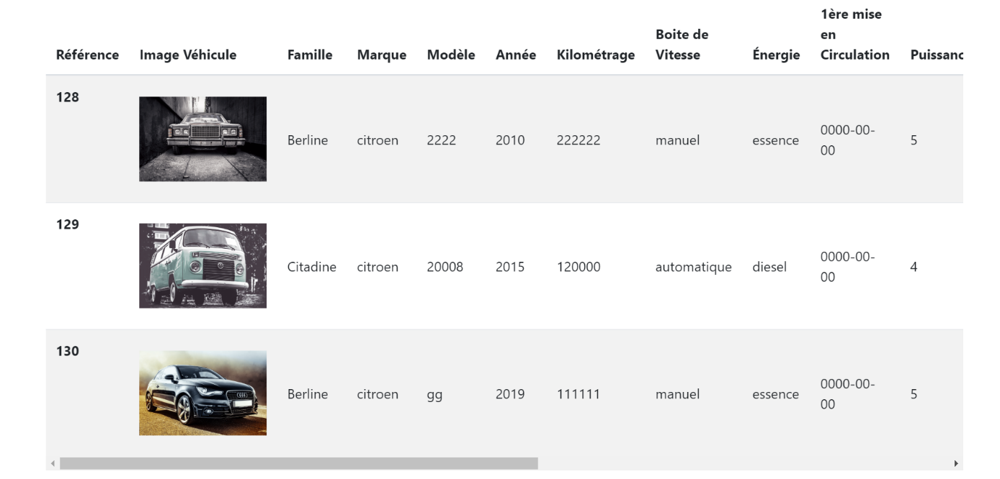 Référence Image Véhicule Famille Marque Modèle Année Kilométrage Boite de Vitesse Énergie 1ère mise en Circulation Puissanc
128
Berline citroen 2222 2010 222222 manuel essence 0000-00-00 5
129
Citadine citroen 20008 2015 120000 automatique diesel 0000-00-00 4
130
Berline citroen gg 2019 111111 manuel essence 0000-00-00 5